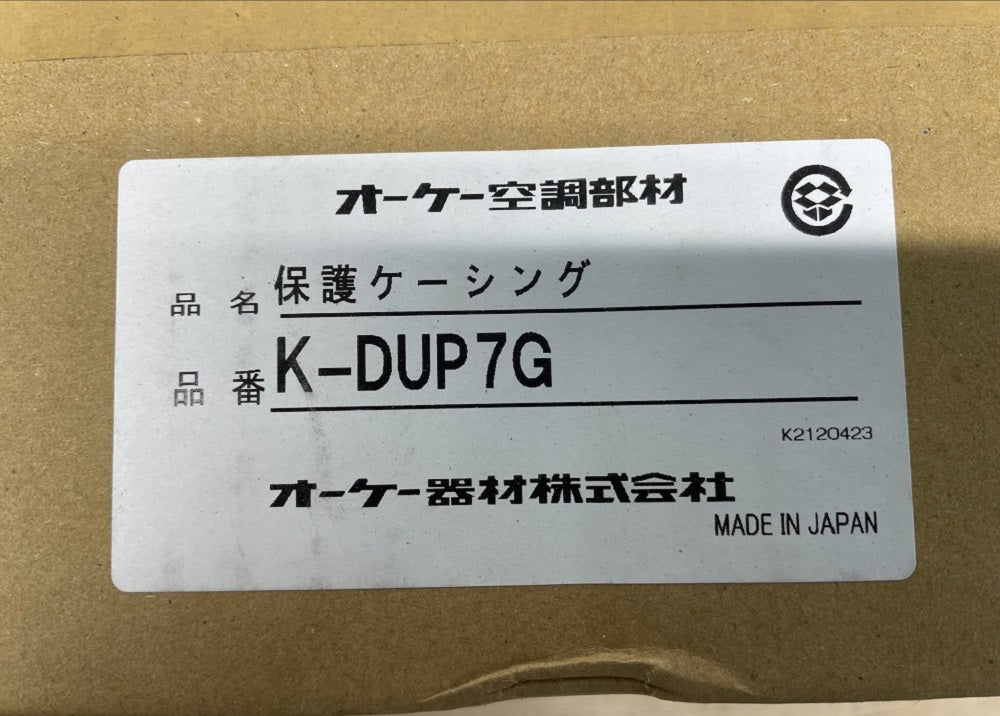 オーケー空調部材
品名 保護ケーシング
品番 K-DUP7G
K2120423
オーケー器材株式会社
MADE IN JAPAN